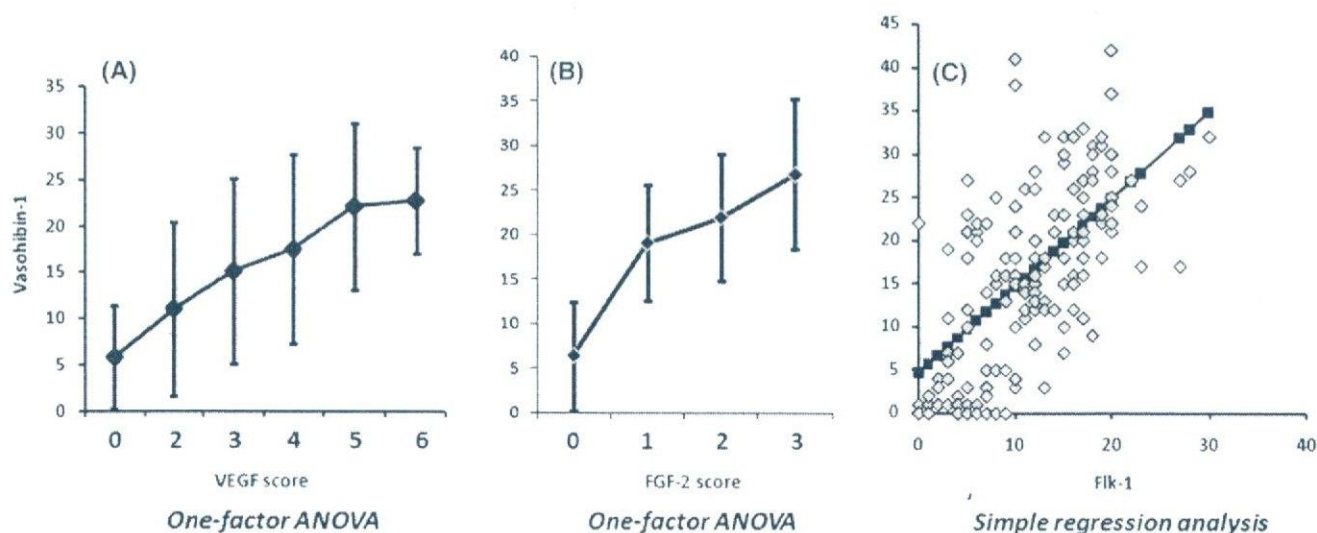 (A)
35
30
25
20
15
10
5
0
Vasohibin-1
0 2 3 4 5 6
VEGF score
One-factor ANOVA
(B)
40
35
30
25
20
15
10
5
0
0 1 2 3
FGF-2 score
One-factor ANOVA
(C)
45
40
35
30
25
20
15
10
5
0
0 10 20 30 40
Flk-1
Simple regression analysis